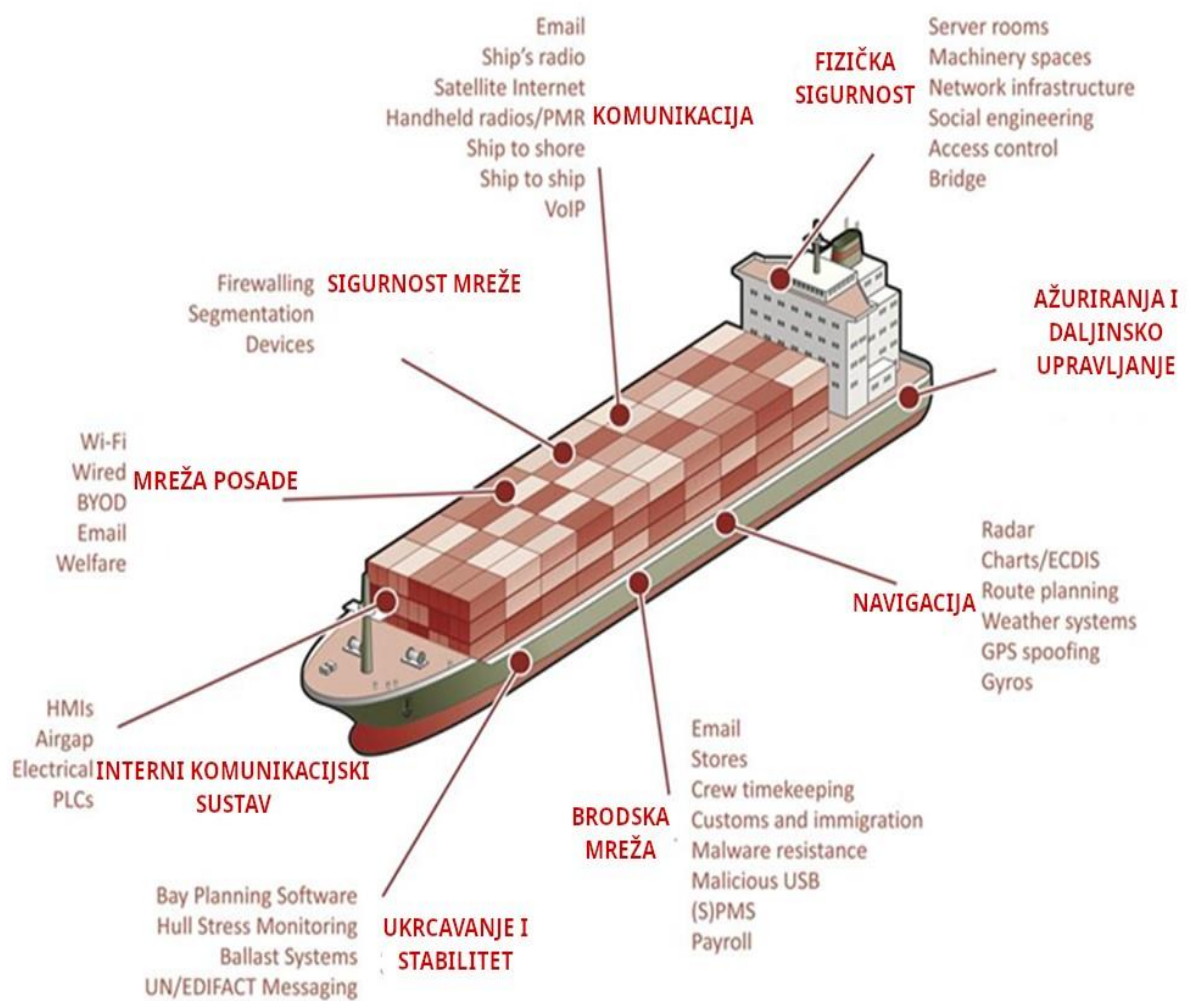 Email
Ship's radio
Satellite Internet
Handheld radios/PMR
Ship to shore
Ship to ship
VoIP
KOMUNIKACIJA
FIZIČKA
SIGURNOST
Server rooms
Machinery spaces
Network infrastructure
Social engineering
Access control
Bridge
Firewalling
Segmentation
Devices
SIGURNOST MREŽE
AŽURIRANJA I
DALJINSKO
UPRAVLJANJE
Wi-Fi
Wired
BYOD
Email
Welfare
MREŽA POSADE
NAVIGACIJA
Radar
Charts/ECDIS
Route planning
Weather systems
GPS spoofing
Gyros
HMIs
Airgap
Electrical
PLCs
INTERNI KOMUNIKACIJSKI
SUSTAV
BRODSKA
MREŽA
Email
Stores
Crew timekeeping
Customs and immigration
Malware resistance
Malicious USB
(S)PMS
Payroll
Bay Planning Software
Hull Stress Monitoring
Ballast Systems
UN/EDIFACT Messaging
UKRCAVANJE I
STABILITET